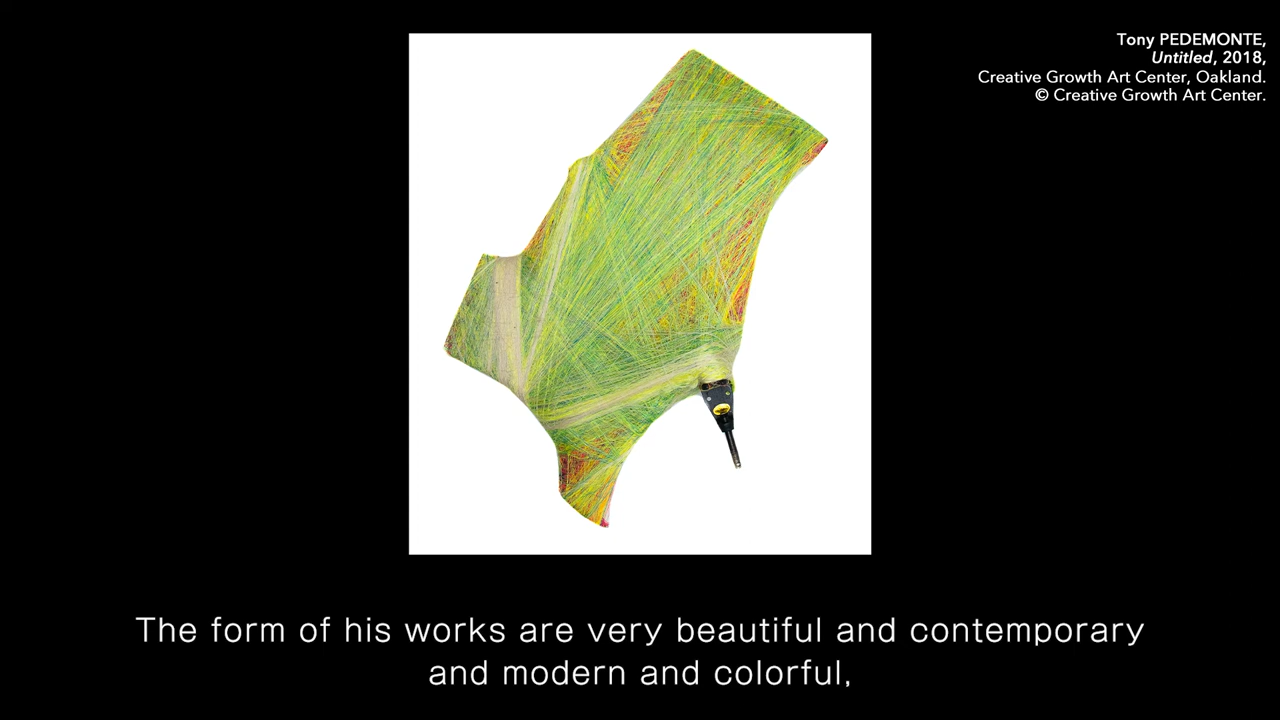 Tony PEDEMONTE,
Untitled, 2018,
Creative Growth Art Center, Oakland.
© Creative Growth Art Center.
The form of his works are very beautiful and contemporary
and modern and colorful,